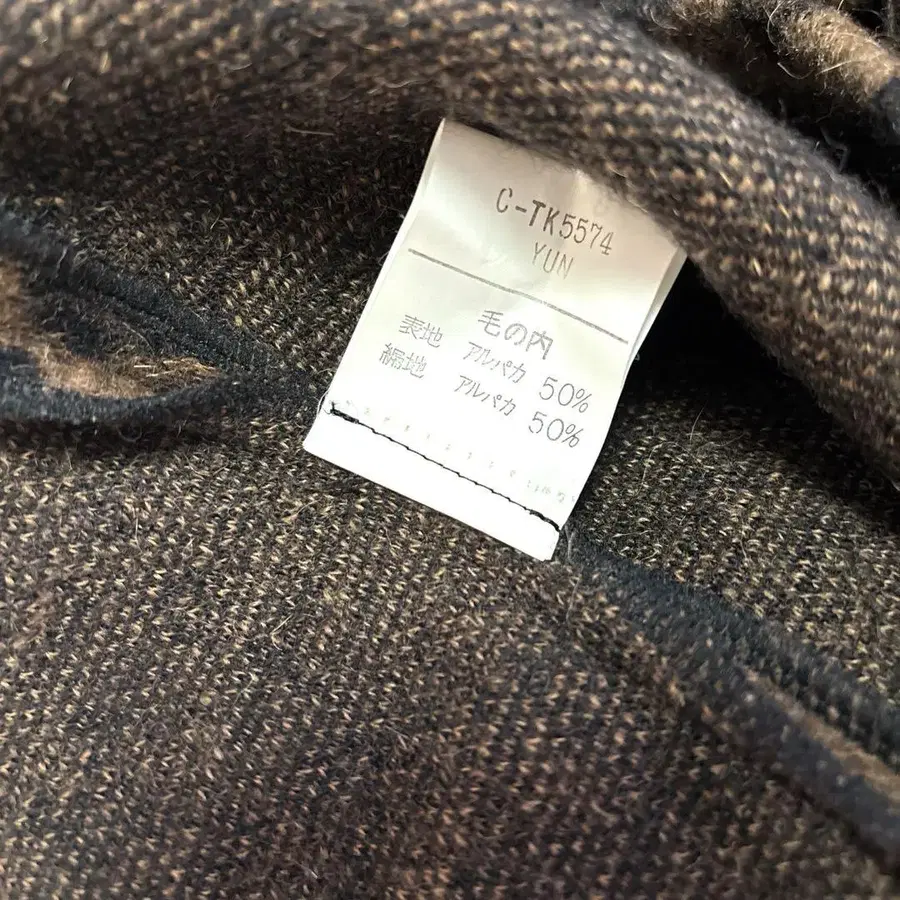 C-TK5574
YUN
毛の内
表地 アルパカ 50%
編地 アルパカ 50%